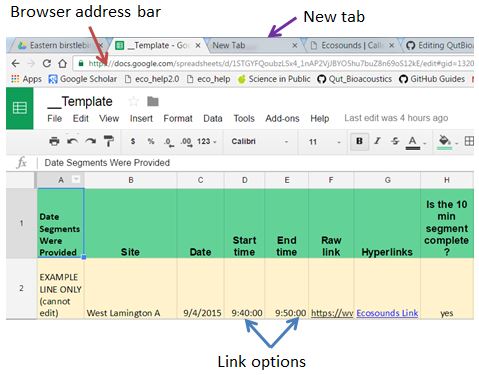 Browser address bar
New tab
Eastern birstlebir
__Template - Goo
New Tab
Ecosounds | Calle
Editing QutBioac
https://docs.google.com/spreadsheets/d/1STGYFQoubzLSx4_1nAP2VjJBYOShu7buZ8n69oS12kE/edit#gid=1320
Apps
Google Scholar
eco_help2.0
eco_help
Science in Public
Qut_Bioacoustics
GitHub Guides
__Template
File Edit View Insert Format Data Tools Add-ons Help Last edit was 4 hours ago
$ % .0 .00 123 Calibri 11 B I S A
fx Date Segments Were Provided
A B C D E F G H
1
Date Segments Were Provided
Site
Date
Start time
End time
Raw link
Hyperlinks
Is the 10 min segment complete ?
2
EXAMPLE LINE ONLY (cannot edit)
West Lamington A
9/4/2015
9:40:00
9:50:00
https://wv
Ecosounds Link
yes
Link options